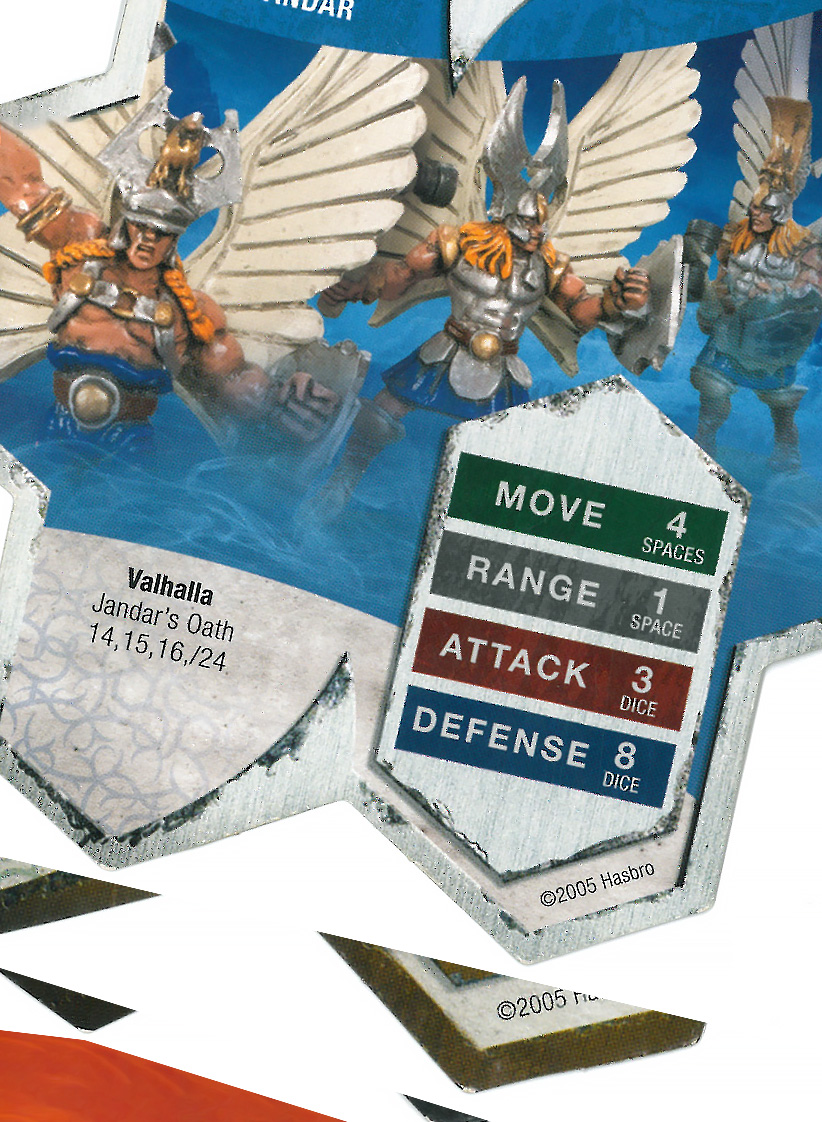 MOVE 4
SPACES
RANGE 1
SPACE
ATTACK 3
DICE
DEFENSE 8
DICE
Valhalla
Jandar's Oath
14,15,16,/24
©2005 Hasbro
©2005